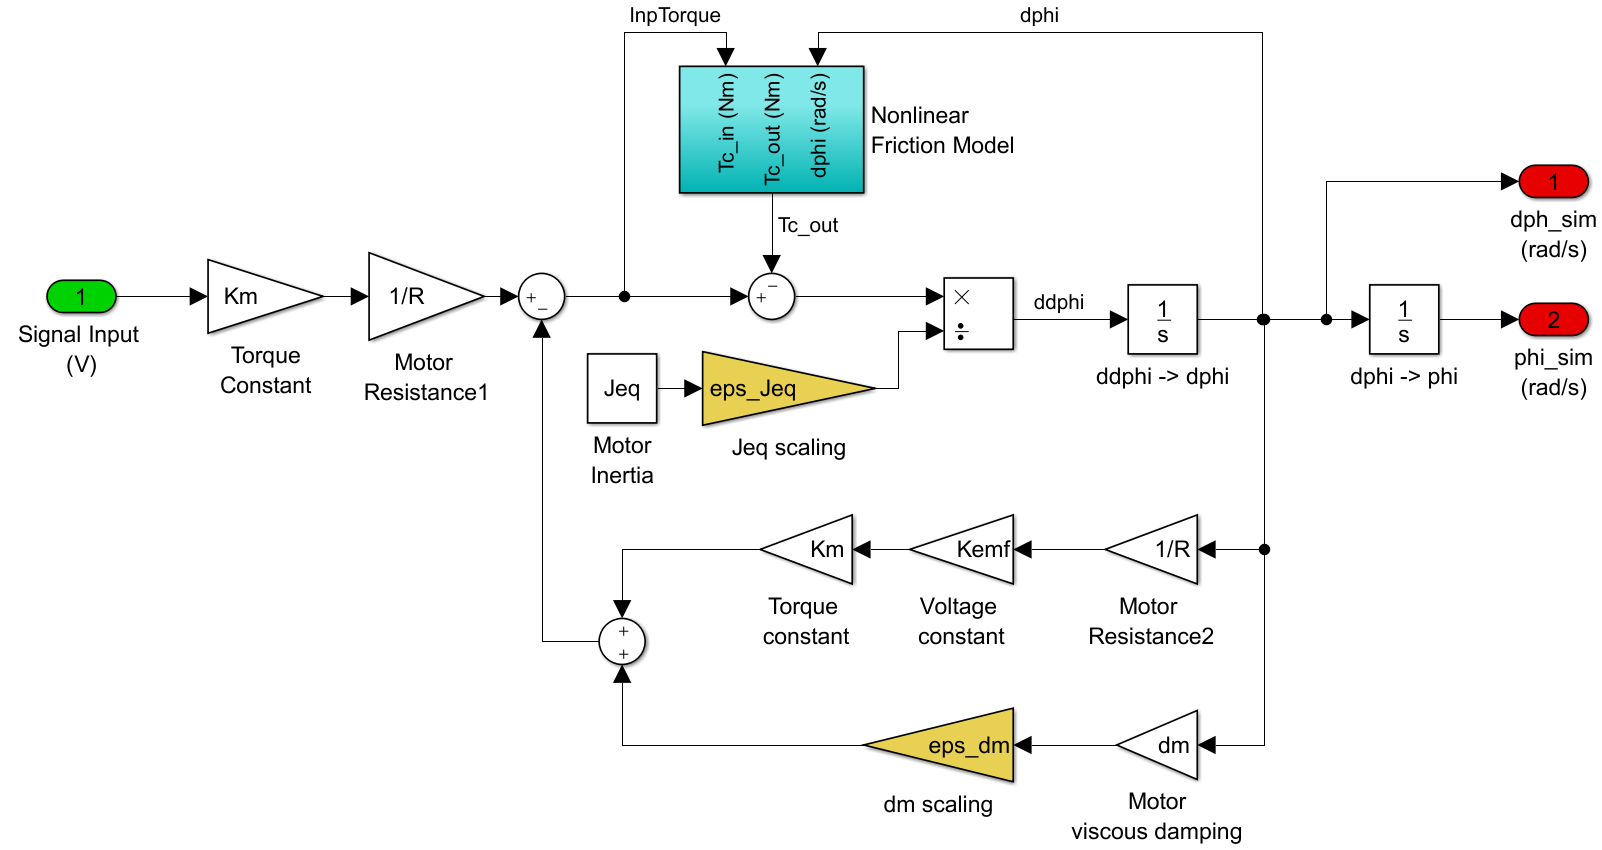 InpTorque
dphi
Tc_in (Nm)
Tc_out (Nm)
dphi (rad/s)
Nonlinear
Friction Model
Tc_out
1
dph_sim
(rad/s)
1
Signal Input
(V)
Km
Torque
Constant
1/R
Motor
Resistance1
+
−
+
−
×
÷
ddphi
1
s
ddphi -> dphi
1
s
dphi -> phi
2
phi_sim
(rad/s)
Jeq
Motor
Inertia
eps_Jeq
Jeq scaling
Km
Torque
constant
Kemf
Voltage
constant
1/R
Motor
Resistance2
+
+
eps_dm
dm scaling
dm
Motor
viscous damping